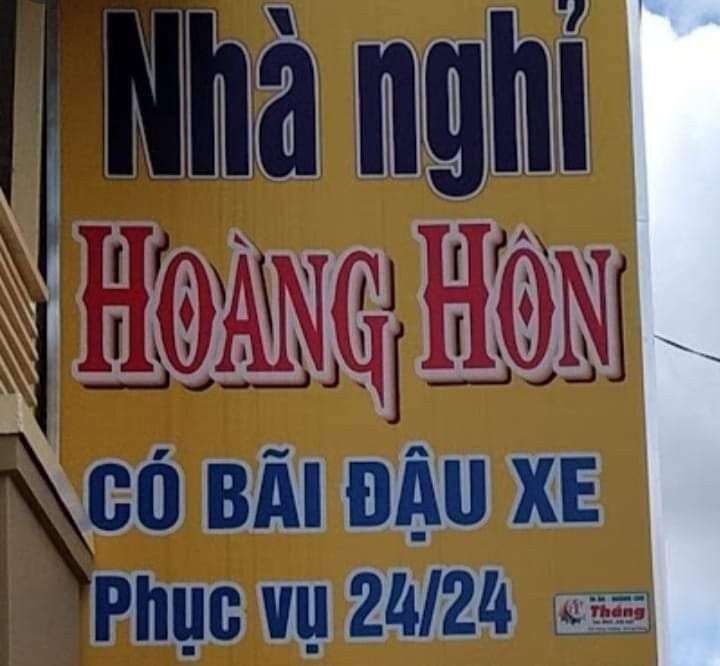 Nhà nghỉ
HOÀNG HÔN
CÓ BÃI ĐẬU XE
Phục vụ 24/24
Thắng